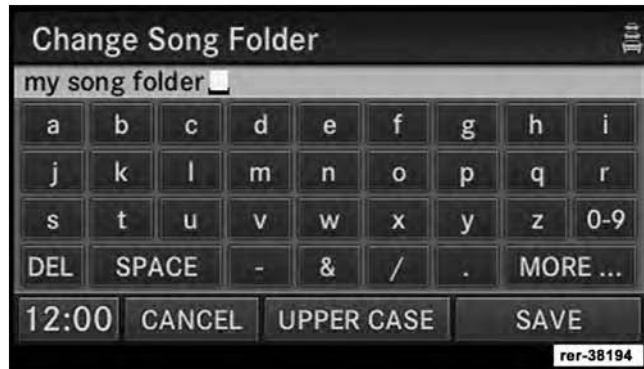 Change Song Folder
my song folder
a b c d e f g h i
j k l m n o p q r
s t u v w x y z 0-9
DEL SPACE - & / . MORE ...
12:00 CANCEL UPPER CASE SAVE
rer-38194